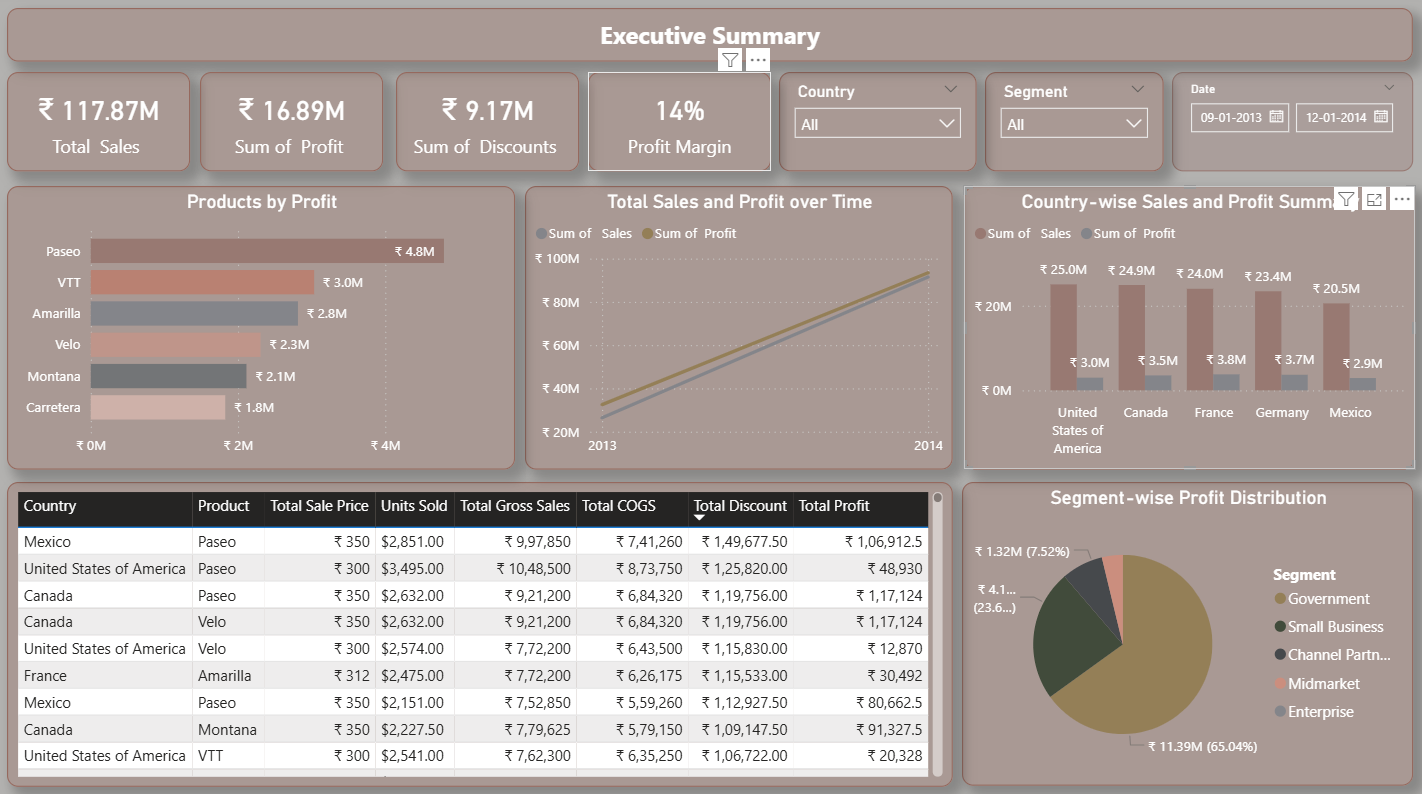 Executive Summary
₹ 117.87M
Total Sales
₹ 16.89M
Sum of Profit
₹ 9.17M
Sum of Discounts
14%
Profit Margin
Country
All
Segment
All
Date
09-01-2013
12-01-2014
Products by Profit
Paseo ₹ 4.8M
VTT ₹ 3.0M
Amarilla ₹ 2.8M
Velo ₹ 2.3M
Montana ₹ 2.1M
Carretera ₹ 1.8M
₹ 0M ₹ 2M ₹ 4M
Total Sales and Profit over Time
Sum of Sales Sum of Profit
₹ 100M
₹ 80M
₹ 60M
₹ 40M
₹ 20M
2013 2014
Country-wise Sales and Profit Summa
Sum of Sales Sum of Profit
₹ 25.0M ₹ 24.9M ₹ 24.0M ₹ 23.4M ₹ 20.5M
₹ 20M
₹ 3.0M ₹ 3.5M ₹ 3.8M ₹ 3.7M ₹ 2.9M
₹ 0M
United States of America Canada France Germany Mexico
Country Product Total Sale Price Units Sold Total Gross Sales Total COGS Total Discount Total Profit
Mexico Paseo ₹ 350 $2,851.00 ₹ 9,97,850 ₹ 7,41,260 ₹ 1,49,677.50 ₹ 1,06,912.5
United States of America Paseo ₹ 300 $3,495.00 ₹ 10,48,500 ₹ 8,73,750 ₹ 1,25,820.00 ₹ 48,930
Canada Paseo ₹ 350 $2,632.00 ₹ 9,21,200 ₹ 6,84,320 ₹ 1,19,756.00 ₹ 1,17,124
Canada Velo ₹ 350 $2,632.00 ₹ 9,21,200 ₹ 6,84,320 ₹ 1,19,756.00 ₹ 1,17,124
United States of America Velo ₹ 300 $2,574.00 ₹ 7,72,200 ₹ 6,43,500 ₹ 1,15,830.00 ₹ 12,870
France Amarilla ₹ 312 $2,475.00 ₹ 7,72,200 ₹ 6,26,175 ₹ 1,15,533.00 ₹ 30,492
Mexico Paseo ₹ 350 $2,151.00 ₹ 7,52,850 ₹ 5,59,260 ₹ 1,12,927.50 ₹ 80,662.5
Canada Montana ₹ 350 $2,227.50 ₹ 7,79,625 ₹ 5,79,150 ₹ 1,09,147.50 ₹ 91,327.5
United States of America VTT ₹ 300 $2,541.00 ₹ 7,62,300 ₹ 6,35,250 ₹ 1,06,722.00 ₹ 20,328
Segment-wise Profit Distribution
₹ 1.32M (7.52%)
₹ 4.1...
(23.6...)
₹ 11.39M (65.04%)
Segment
Government
Small Business
Channel Partn...
Midmarket
Enterprise